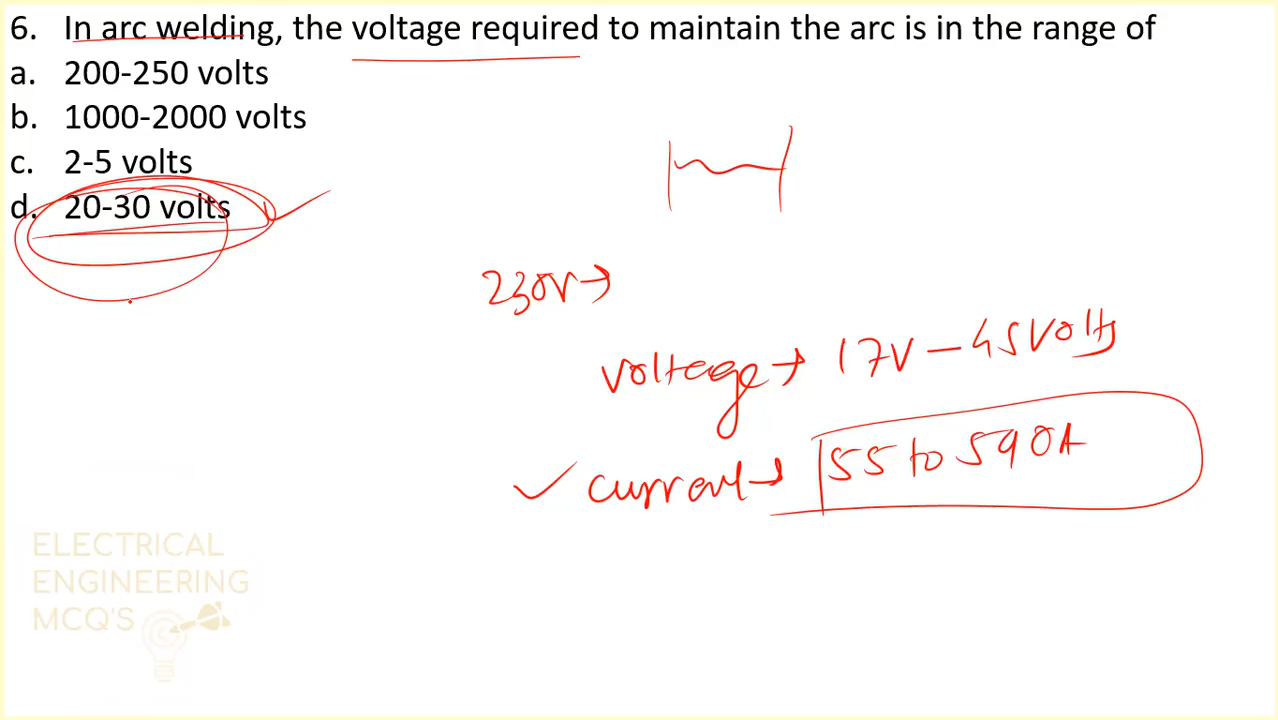 6. In arc welding, the voltage required to maintain the arc is in the range of
a. 200-250 volts
b. 1000-2000 volts
c. 2-5 volts
d. 20-30 volts
230V →
voltage → 17V - 45 Volts
current → 55 to 590A
ELECTRICAL
ENGINEERING
MCQ'S